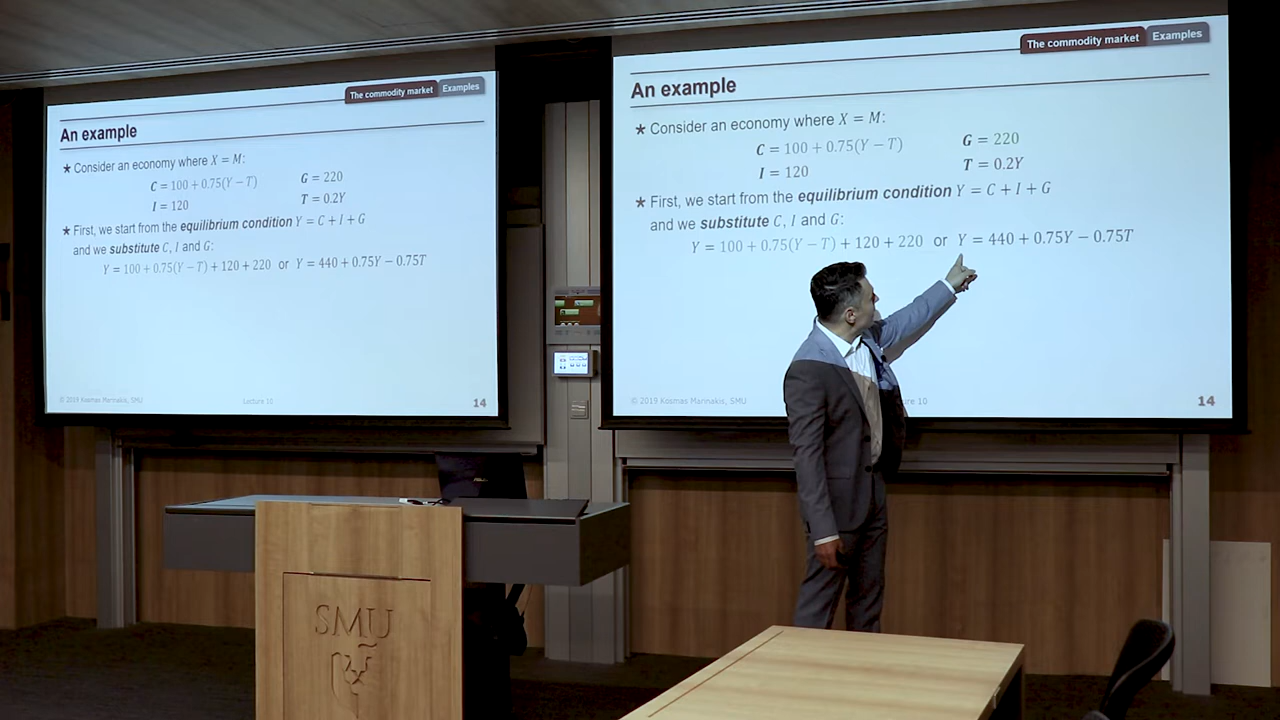 The commodity market Examples
An example
★ Consider an economy where X = M:
C = 100 + 0.75(Y − T) G = 220
I = 120 T = 0.2Y
★ First, we start from the equilibrium condition Y = C + I + G
and we substitute C, I and G:
Y = 100 + 0.75(Y − T) + 120 + 220 or Y = 440 + 0.75Y − 0.75T
© 2019 Kosmas Marinakis, SMU Lecture 10 14
The commodity market Examples
An example
★ Consider an economy where X = M:
C = 100 + 0.75(Y − T) G = 220
I = 120 T = 0.2Y
★ First, we start from the equilibrium condition Y = C + I + G
and we substitute C, I and G:
Y = 100 + 0.75(Y − T) + 120 + 220 or Y = 440 + 0.75Y − 0.75T
© 2019 Kosmas Marinakis, SMU ure 10 14
SMU